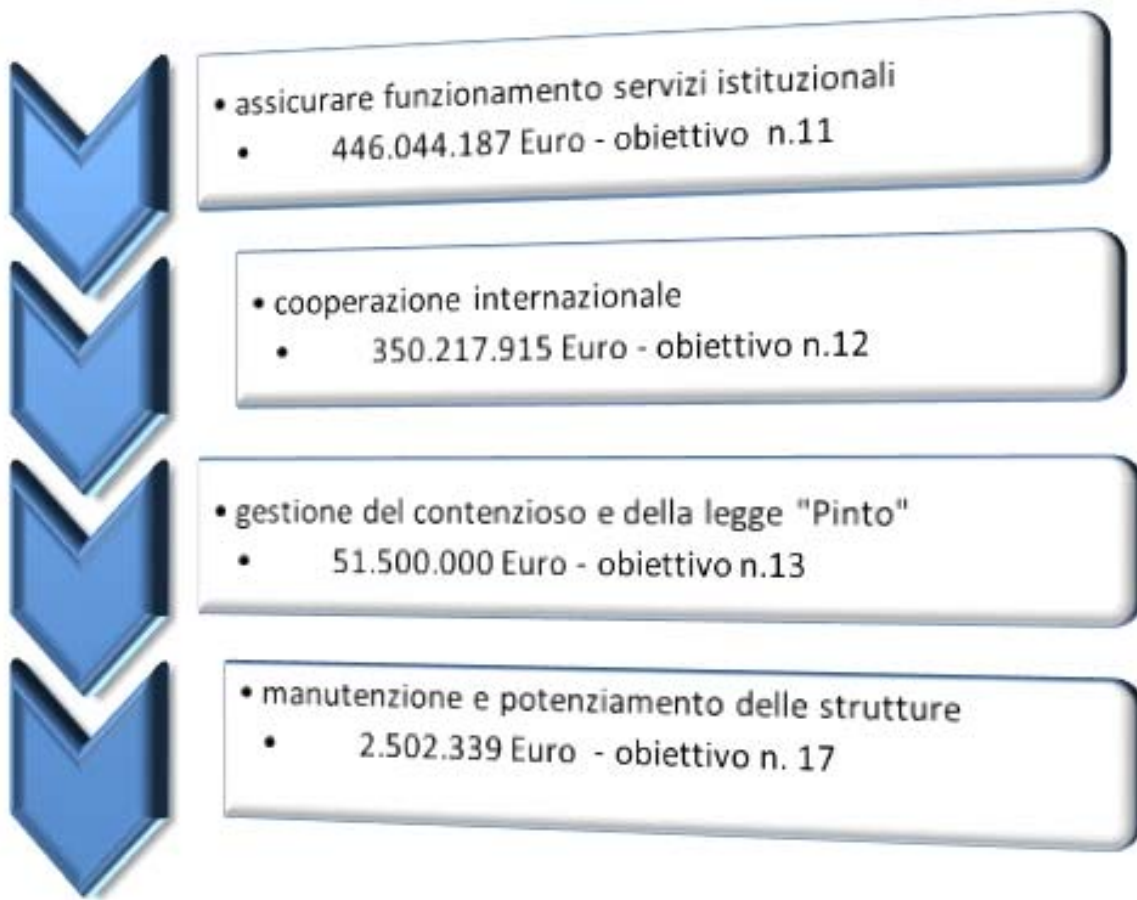 • assicurare funzionamento servizi istituzionali
• 446.044.187 Euro - obiettivo n.11
• cooperazione internazionale
• 350.217.915 Euro - obiettivo n.12
• gestione del contenzioso e della legge "Pinto"
• 51.500.000 Euro - obiettivo n.13
• manutenzione e potenziamento delle strutture
• 2.502.339 Euro - obiettivo n. 17